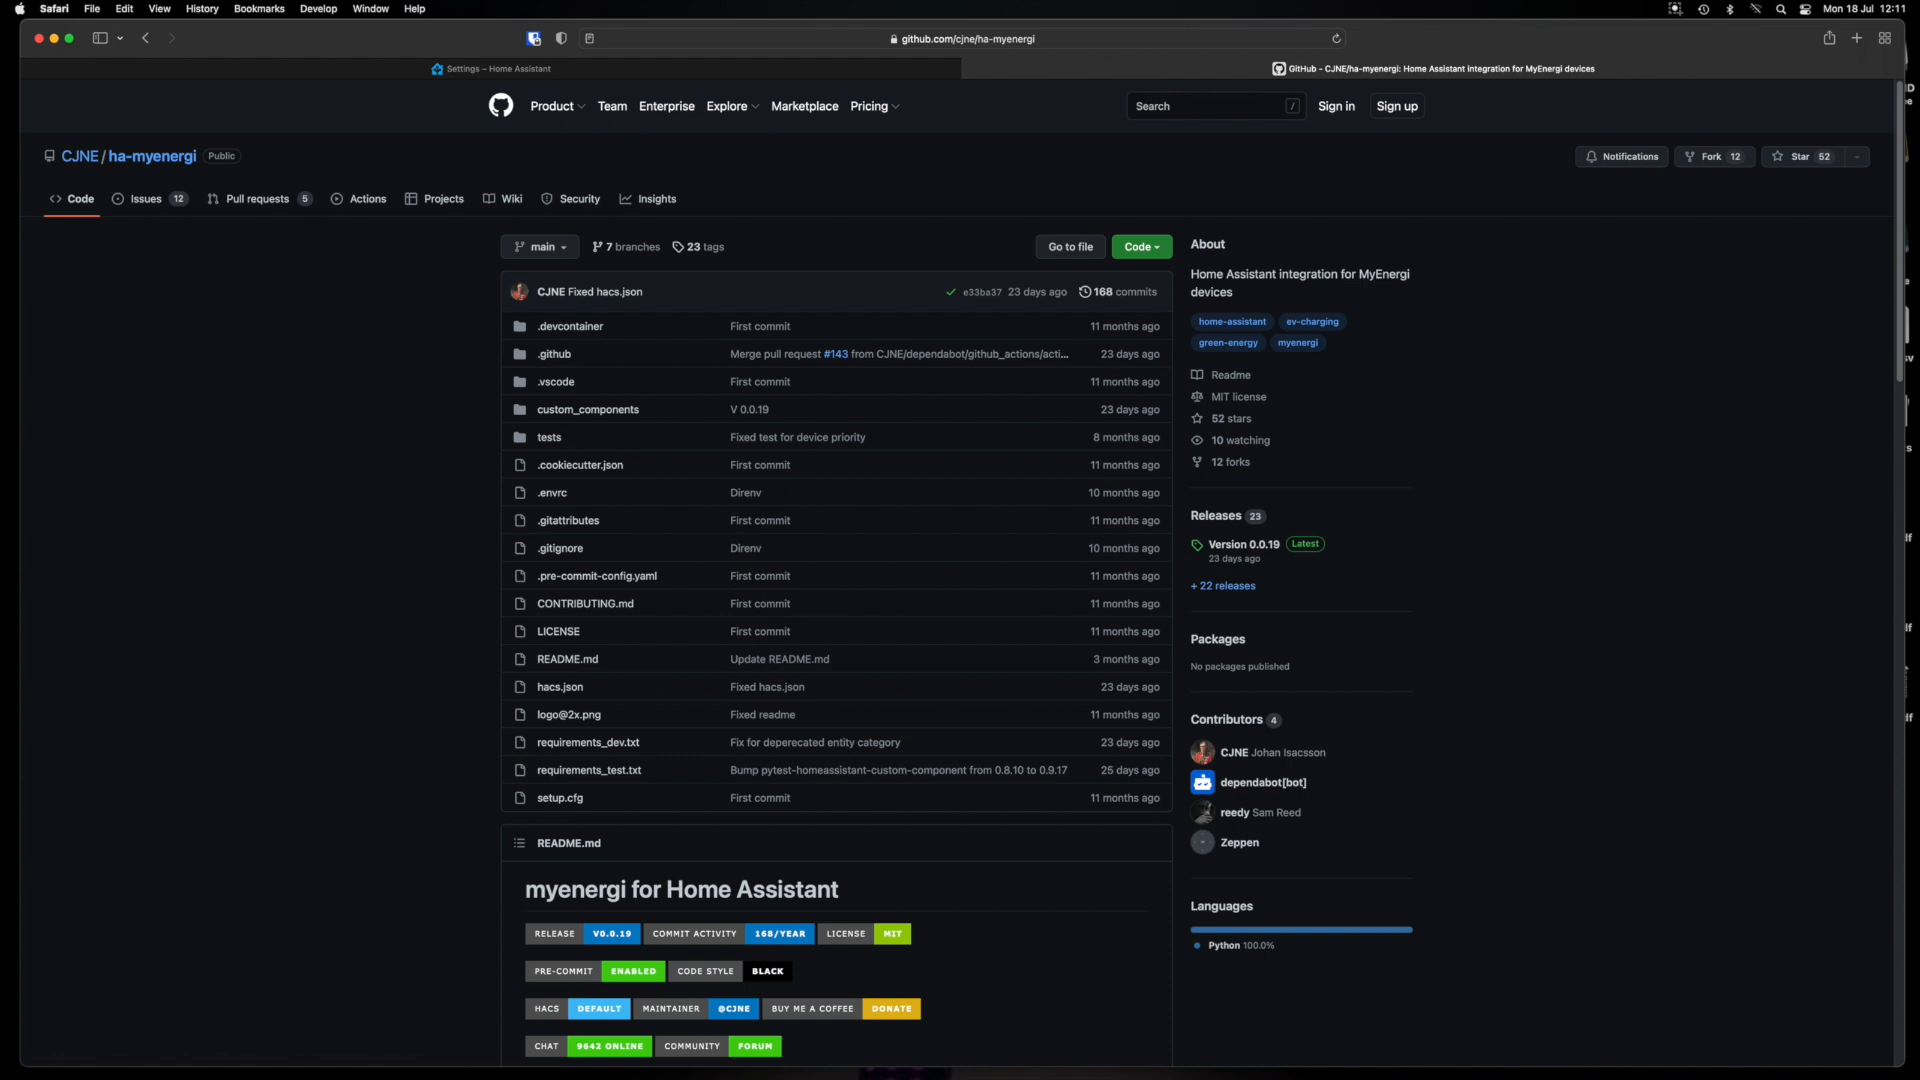 Safari File Edit View History Bookmarks Develop Window Help Mon 18 Jul 12:11
github.com/cjne/ha-myenergi
Settings – Home Assistant
GitHub - CJNE/ha-myenergi: Home Assistant integration for MyEnergi devices
Product Team Enterprise Explore Marketplace Pricing Search / Sign in Sign up
CJNE / ha-myenergi Public
Notifications Fork 12 Star 52
Code Issues 12 Pull requests 5 Actions Projects Wiki Security Insights
main 7 branches 23 tags Go to file Code
CJNE Fixed hacs.json e33ba37 23 days ago 168 commits
.devcontainer First commit 11 months ago
.github Merge pull request #143 from CJNE/dependabot/github_actions/acti... 23 days ago
.vscode First commit 11 months ago
custom_components V 0.0.19 23 days ago
tests Fixed test for device priority 8 months ago
.cookiecutter.json First commit 11 months ago
.envrc Direnv 10 months ago
.gitattributes First commit 11 months ago
.gitignore Direnv 10 months ago
.pre-commit-config.yaml First commit 11 months ago
CONTRIBUTING.md First commit 11 months ago
LICENSE First commit 11 months ago
README.md Update README.md 3 months ago
hacs.json Fixed hacs.json 23 days ago
logo@2x.png Fixed readme 11 months ago
requirements_dev.txt Fix for deperecated entity category 23 days ago
requirements_test.txt Bump pytest-homeassistant-custom-component from 0.8.10 to 0.9.17 25 days ago
setup.cfg First commit 11 months ago
README.md
myenergi for Home Assistant
RELEASE V0.0.19 COMMIT ACTIVITY 168/YEAR LICENSE MIT
PRE-COMMIT ENABLED CODE STYLE BLACK
HACS DEFAULT MAINTAINER @CJNE BUY ME A COFFEE DONATE
CHAT 9642 ONLINE COMMUNITY FORUM
About
Home Assistant integration for MyEnergi
devices
home-assistant ev-charging
green-energy myenergi
Readme
MIT license
52 stars
10 watching
12 forks
Releases 23
Version 0.0.19 Latest
23 days ago
+ 22 releases
Packages
No packages published
Contributors 4
CJNE Johan Isacsson
dependabot[bot]
reedy Sam Reed
Zeppen
Languages
Python 100.0%